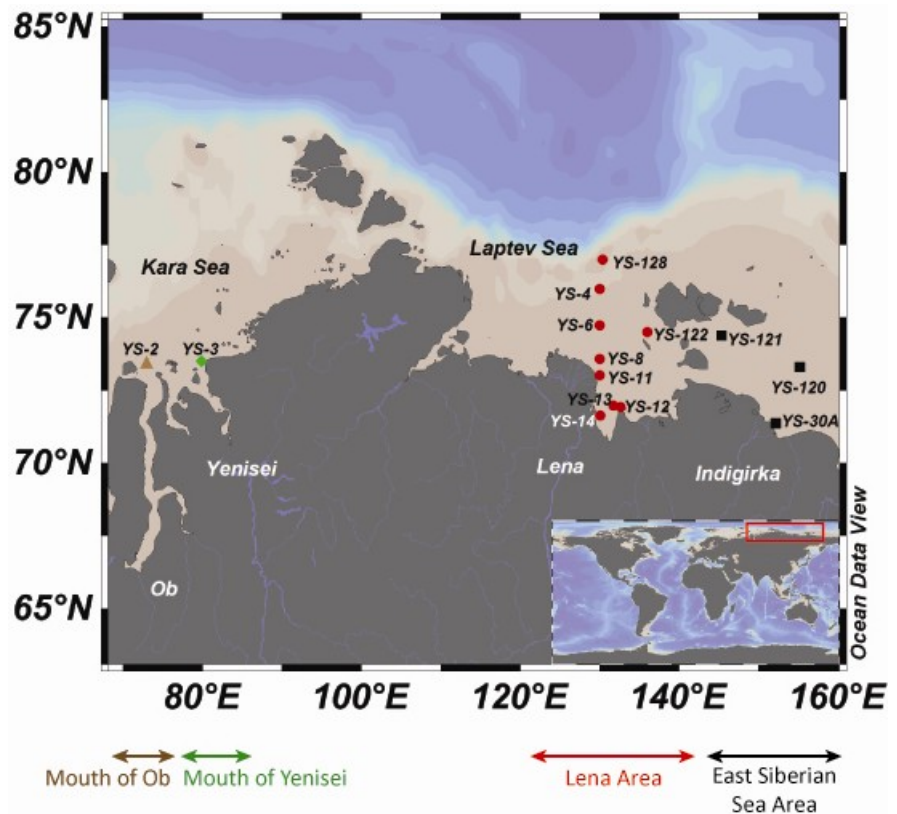 85°N
80°N
75°N
70°N
65°N
Laptev Sea
Kara Sea
YS-128
YS-4
YS-6
YS-122
YS-121
YS-2
YS-3
YS-8
YS-11
YS-120
YS-13
YS-12
YS-14
YS-30A
Yenisei
Lena
Indigirka
Ob
Ocean Data View
80°E
100°E
120°E
140°E
160°E
Mouth of Ob
Mouth of Yenisei
Lena Area
East Siberian
Sea Area